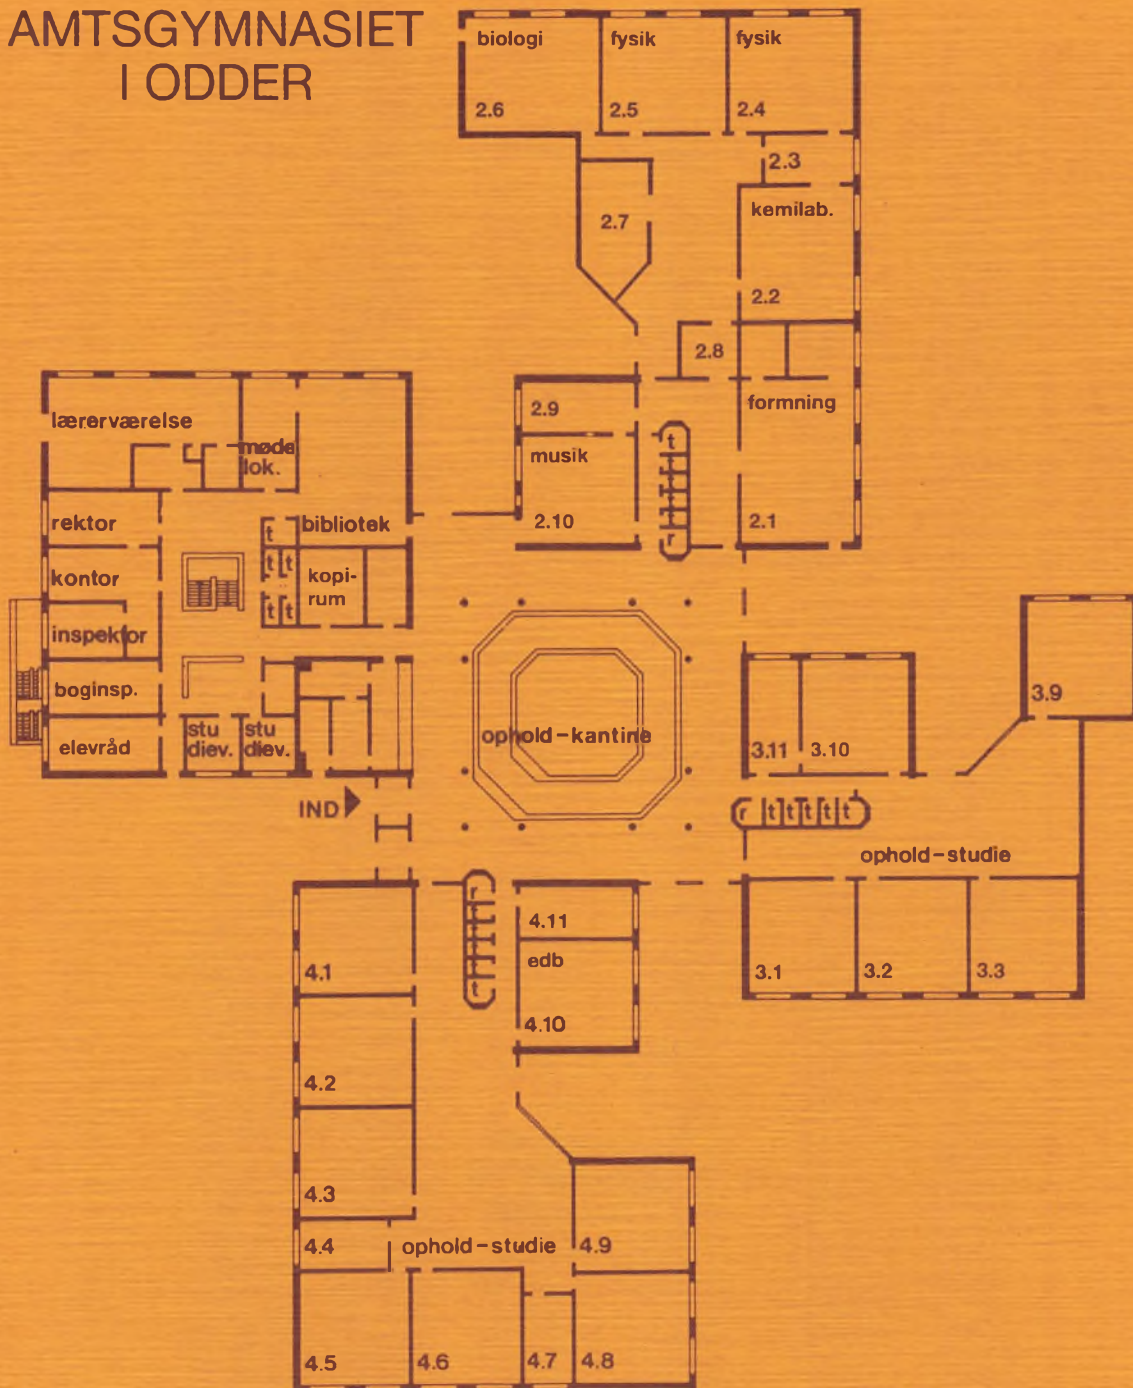 AMTSGYMNASIET
I ODDER
biologi
2.6
fysik
2.5
fysik
2.4
2.3
kemilab.
2.2
2.7
2.8
formning
2.1
2.9
musik
2.10
t
t
t
t
t
r
lærerværelse
møde
lok.
rektor
kontor
inspektor
boginsp.
elevråd
stu
diev.
stu
diev.
t
t t
t t
bibliotek
kopi-
rum
IND
ophold-kantine
3.9
3.11
3.10
r t t t t t
ophold-studie
3.1
3.2
3.3
r
t
t
t
t
t
4.11
edb
4.10
4.1
4.2
4.3
4.4
ophold-studie
4.9
4.5
4.6
4.7
4.8